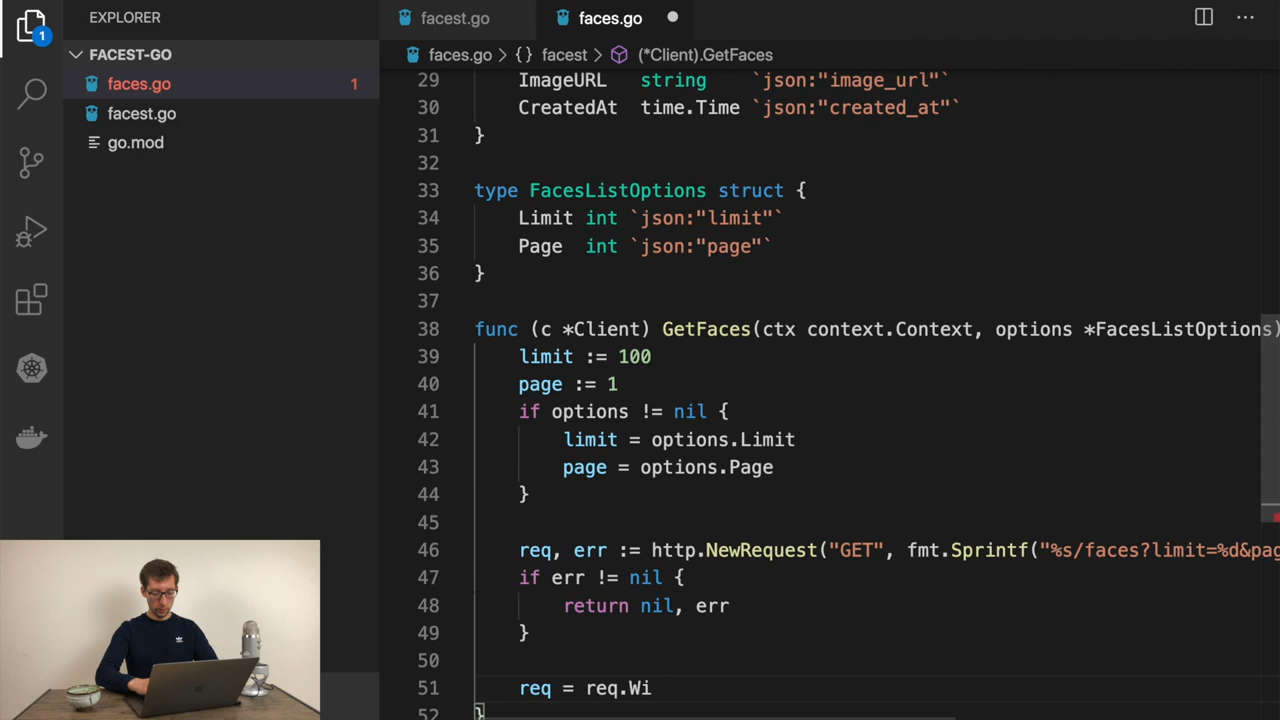 EXPLORER
1
FACEST-GO
faces.go 1
facest.go
go.mod
facest.go
faces.go
faces.go > {} facest > (*Client).GetFaces
29 ImageURL string `json:"image_url"`
30 CreatedAt time.Time `json:"created_at"`
31 }
32
33 type FacesListOptions struct {
34 Limit int `json:"limit"`
35 Page int `json:"page"`
36 }
37
38 func (c *Client) GetFaces(ctx context.Context, options *FacesListOptions)
39 limit := 100
40 page := 1
41 if options != nil {
42 limit = options.Limit
43 page = options.Page
44 }
45
46 req, err := http.NewRequest("GET", fmt.Sprintf("%s/faces?limit=%d&pag
47 if err != nil {
48 return nil, err
49 }
50
51 req = req.Wi
52 }